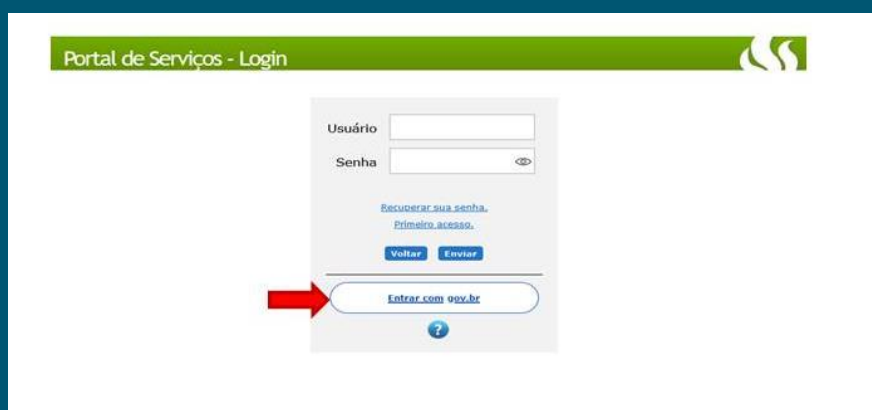 Portal de Serviços - Login
Usuário
Senha
Recuperar sua senha.
Primeiro acesso.
Voltar Enviar
Entrar com gov.br
?